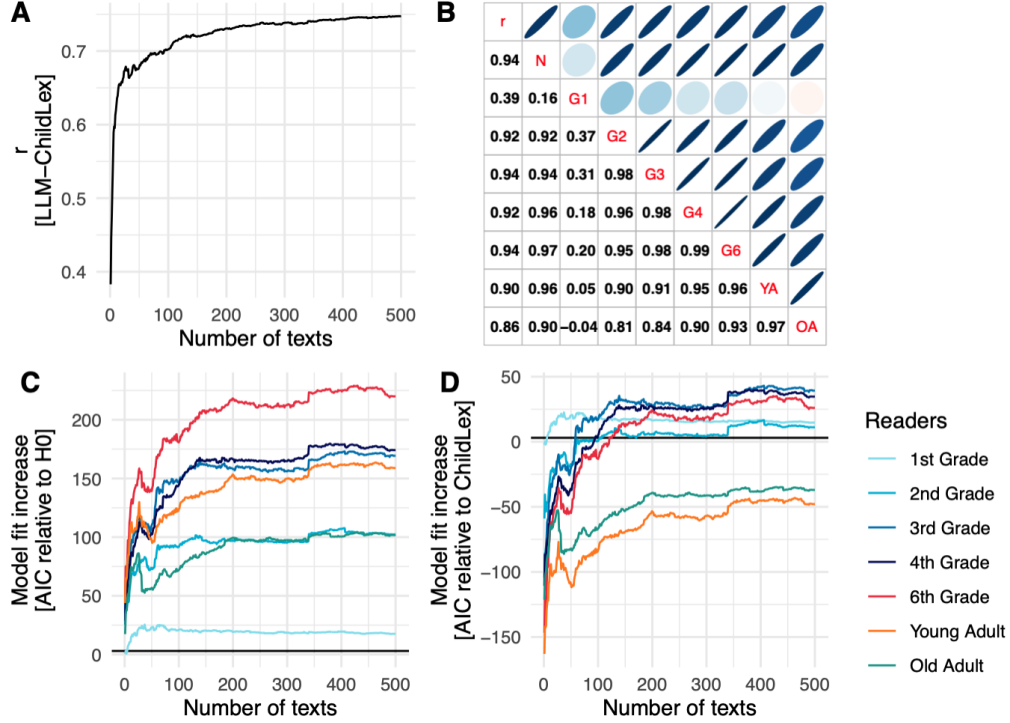 A
r
[LLM−ChildLex]
0.7
0.6
0.5
0.4
0 100 200 300 400 500
Number of texts
B
r
0.94 N
0.39 0.16 G1
0.92 0.92 0.37 G2
0.94 0.94 0.31 0.98 G3
0.92 0.96 0.18 0.96 0.98 G4
0.94 0.97 0.20 0.95 0.98 0.99 G6
0.90 0.96 0.05 0.90 0.91 0.95 0.96 YA
0.86 0.90 −0.04 0.81 0.84 0.90 0.93 0.97 OA
C
Model fit increase
[AIC relative to H0]
200
150
100
50
0
0 100 200 300 400 500
Number of texts
D
Model fit increase
[AIC relative to ChildLex]
50
0
−50
−100
−150
0 100 200 300 400 500
Number of texts
Readers
1st Grade
2nd Grade
3rd Grade
4th Grade
6th Grade
Young Adult
Old Adult